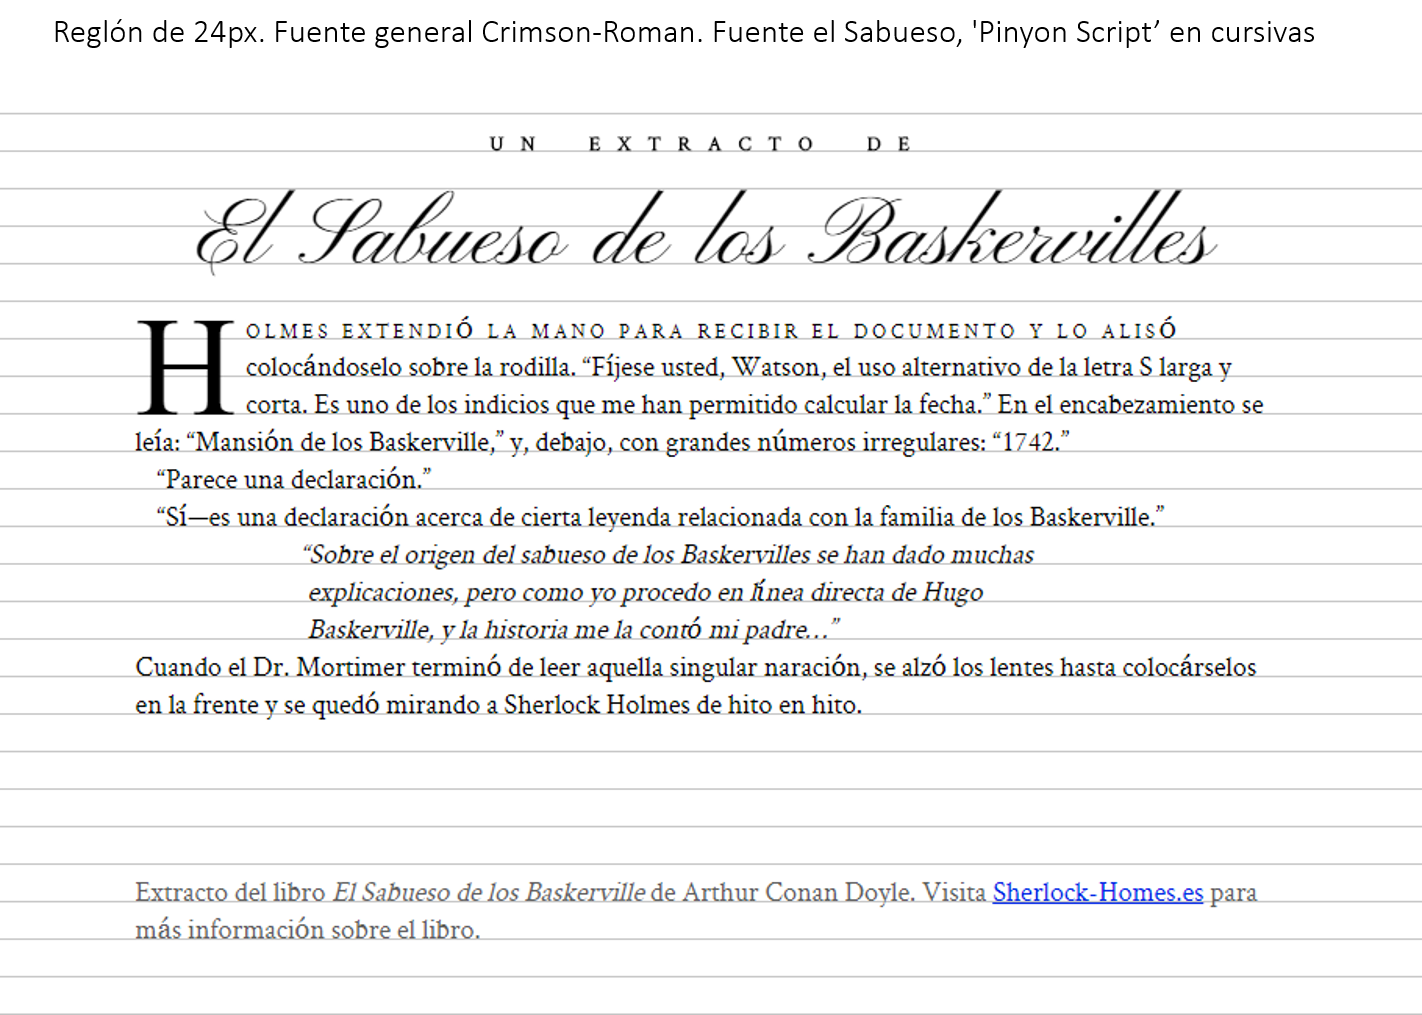 Reglón de 24px. Fuente general Crimson-Roman. Fuente el Sabueso, 'Pinyon Script’ en cursivas
UN EXTRACTO DE
El Sabueso de los Baskervilles
HOLMES EXTENDIÓ LA MANO PARA RECIBIR EL DOCUMENTO Y LO ALISÓ
colocándoselo sobre la rodilla. “Fíjese usted, Watson, el uso alternativo de la letra S larga y
corta. Es uno de los indicios que me han permitido calcular la fecha.” En el encabezamiento se
leía: “Mansión de los Baskerville,” y, debajo, con grandes números irregulares: “1742.”
“Parece una declaración.”
“Sí—es una declaración acerca de cierta leyenda relacionada con la familia de los Baskerville.”
“Sobre el origen del sabueso de los Baskervilles se han dado muchas
explicaciones, pero como yo procedo en línea directa de Hugo
Baskerville, y la historia me la contó mi padre…”
Cuando el Dr. Mortimer terminó de leer aquella singular naración, se alzó los lentes hasta colocárselos
en la frente y se quedó mirando a Sherlock Holmes de hito en hito.
Extracto del libro El Sabueso de los Baskerville de Arthur Conan Doyle. Visita Sherlock-Homes.es para
más información sobre el libro.